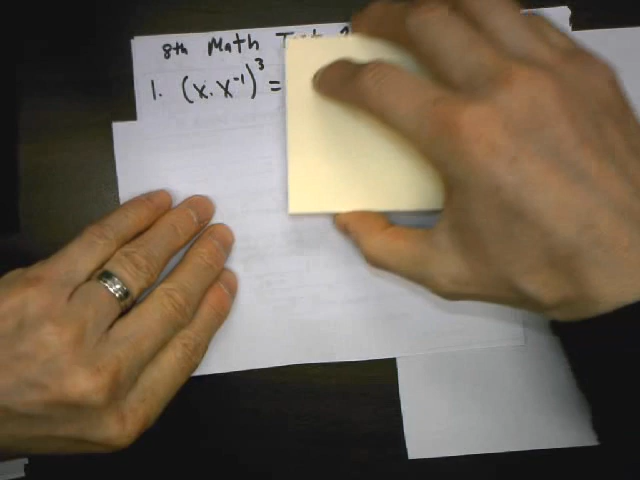 8th Math
1. (x·x⁻¹)³ =